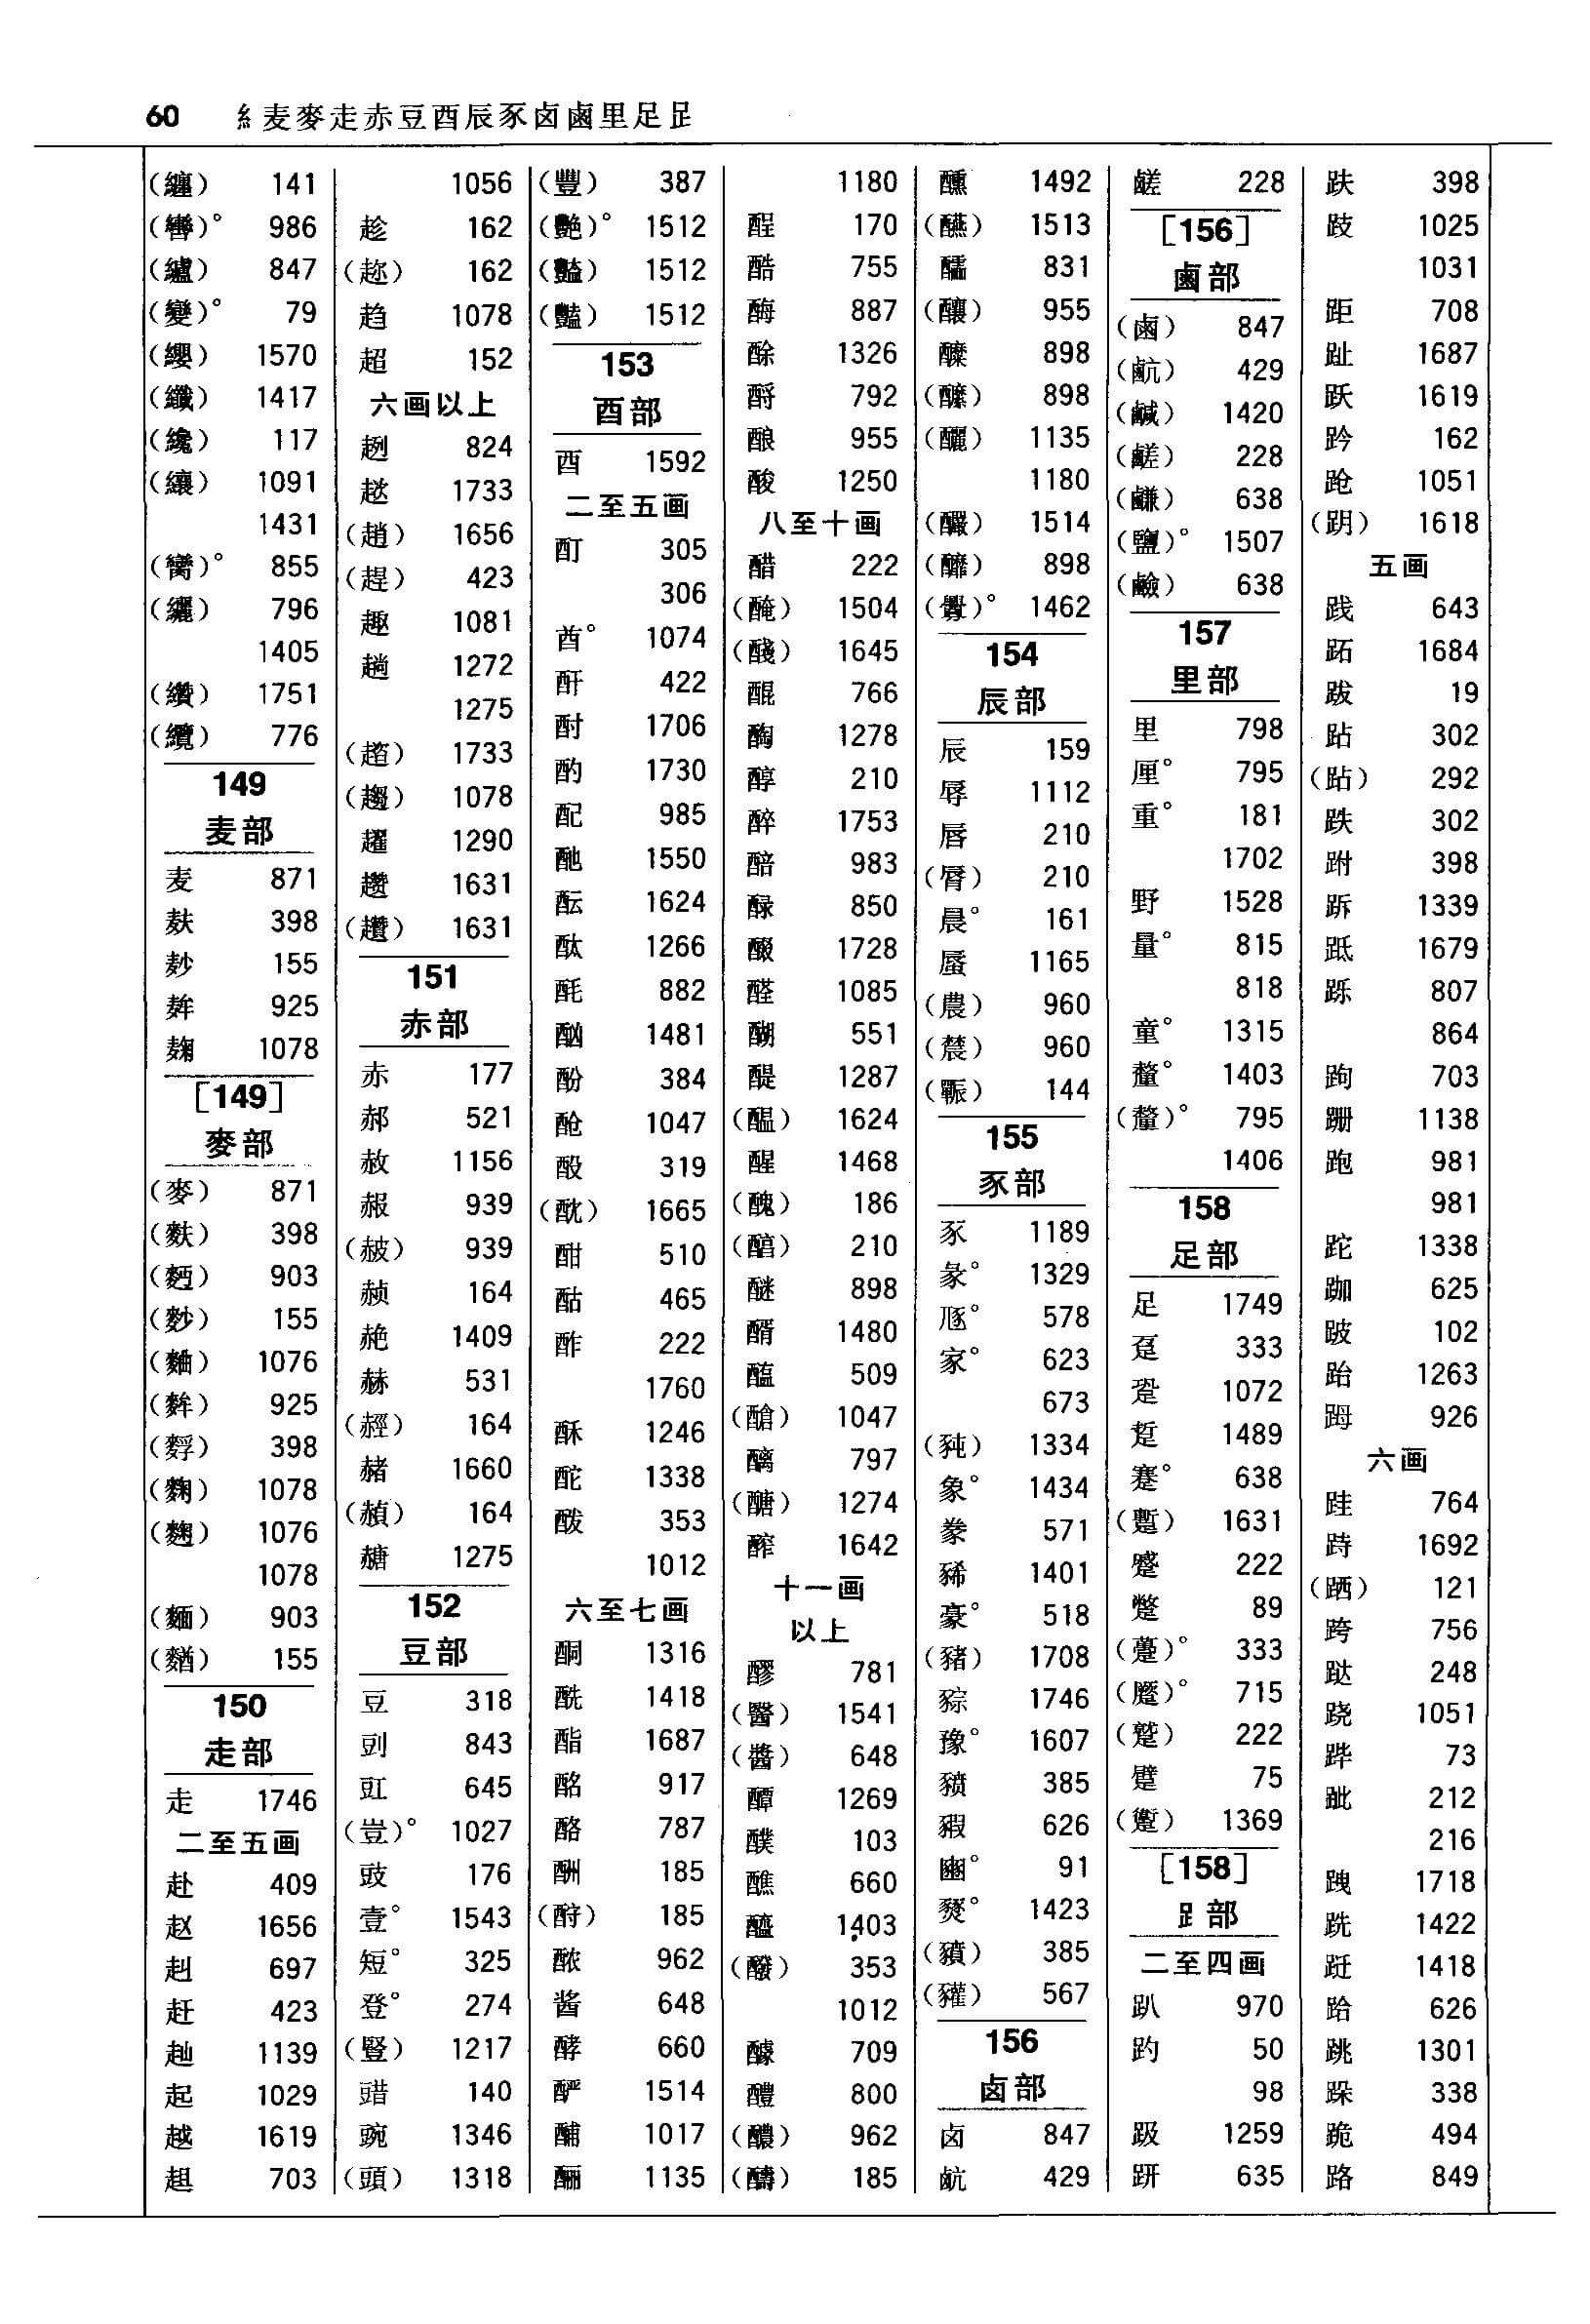 60 糹麦麥走赤豆酉辰豕卤鹵里足𧾷
(纏) 141
(轡)° 986
(纑) 847
(變)° 79
(纓) 1570
(纖) 1417
(纔) 117
(纕) 1091
1431
(臠)° 855
(纚) 796
1405
(纘) 1751
(纜) 776
149
麦部
麦 871
麸 398
麨 155
麰 925
麹 1078
[149]
麥部
(麥) 871
(麩) 398
(麪) 903
(麨) 155
(麯) 1076
(麰) 925
(麫) 398
(麴) 1078
(麴) 1076
1078
(麵) 903
155
150
走部
走 1746
二至五画
赴 409
赵 1656
赳 697
赶 423
赸 1139
起 1029
越 1619
趄 703
1056
趁 162
(趂) 162
趋 1078
超 152
六画以上
趔 824
趑 1733
(趙) 1656
(趕) 423
趣 1081
趟 1272
1275
(趦) 1733
(趨) 1078
趯 1290
趱 1631
(趲) 1631
151
赤部
赤 177
郝 521
赦 1156
赧 939
(赧) 939
赪 164
赩 1409
赫 531
(經) 164
赭 1660
(赬) 164
赯 1275
152
豆部
豆 318
剅 843
豇 645
(豈)° 1027
豉 176
壹° 1543
短° 325
登° 274
(豎) 1217
140
豌 1346
(頭) 1318
(豐) 387
(艷)° 1512
(豔) 1512
(豓) 1512
153
酉部
酉 1592
二至五画
酊 305
306
酋° 1074
酐 422
酎 1706
酌 1730
配 985
酏 1550
酝 1624
酞 1266
酕 882
酗 1481
酚 384
1047
酘 319
(酖) 1665
酣 510
酤 465
酢 222
1760
酥 1246
酡 1338
酦 353
1012
六至七画
酮 1316
酰 1418
酯 1687
酩 917
酪 787
酬 185
(酧) 185
酞 962
酱 648
酵 660
酽 1514
酺 1017
酾 1135
1180
酲 170
酷 755
酶 887
酴 1326
酹 792
酿 955
酸 1250
八至十画
醋 222
(醃) 1504
(醆) 1645
醌 766
醄 1278
醇 210
醉 1753
醅 983
醁 850
醊 1728
醛 1085
醐 551
醍 1287
(醖) 1624
醒 1468
(醜) 186
(醕) 210
醚 898
醑 1480
醢 509
1047
醨 797
(醣) 1274
醡 1642
十一画
以上
醪 781
(醫) 1541
(醬) 648
醰 1269
醭 103
醮 660
醯 1403
(醱) 353
1012
醵 709
醴 800
(醲) 962
(醻) 185
醺 1492
(醼) 1513
醹 831
(釀) 955
醾 898
898
(釃) 1135
1180
(釅) 1514
898
(釁)° 1462
154
辰部
辰 159
辱 1112
唇 210
(脣) 210
晨° 161
蜃 1165
(農) 960
(辳) 960
(辴) 144
155
豕部
豕 1189
彖° 1329
豗° 578
家° 623
673
(豘) 1334
象° 1434
豢 571
豨 1401
豪° 518
(豬) 1708
豵 1746
豫° 1607
豮 385
豭 626
豳° 91
燹° 1423
(豶) 385
(貛) 567
156
卤部
卤 847
429
鹾 228
[156]
鹵部
(鹵) 847
429
(鹹) 1420
(鹺) 228
(鹻) 638
(鹽)° 1507
(鹼) 638
157
里部
里 798
厘° 795
重° 181
1702
野 1528
量° 815
818
童° 1315
釐° 1403
(釐)° 795
1406
158
足部
足 1749
趸 333
跫 1072
踅 1489
蹇° 638
(蹔) 1631
蹙 222
蹩 89
(躉)° 333
(蹷)° 715
222
躄 75
(躛) 1369
[158]
𧾷部
二至四画
趴 970
趵 50
98
趿 1259
趼 635
趺 398
跂 1025
1031
距 708
趾 1687
跃 1619
趻 162
跄 1051
(跀) 1618
五画
践 643
跖 1684
跋 19
跕 302
(跕) 292
跌 302
跗 398
跅 1339
跙 1679
跞 807
864
跔 703
跚 1138
跑 981
981
跎 1338
跏 625
跛 102
跆 1263
踇 926
六画
跬 764
跱 1692
(跴) 121
跨 756
跶 248
跷 1051
跸 73
跐 212
216
跩 1718
跣 1422
跹 1418
跲 626
跳 1301
跺 338
跪 494
路 849